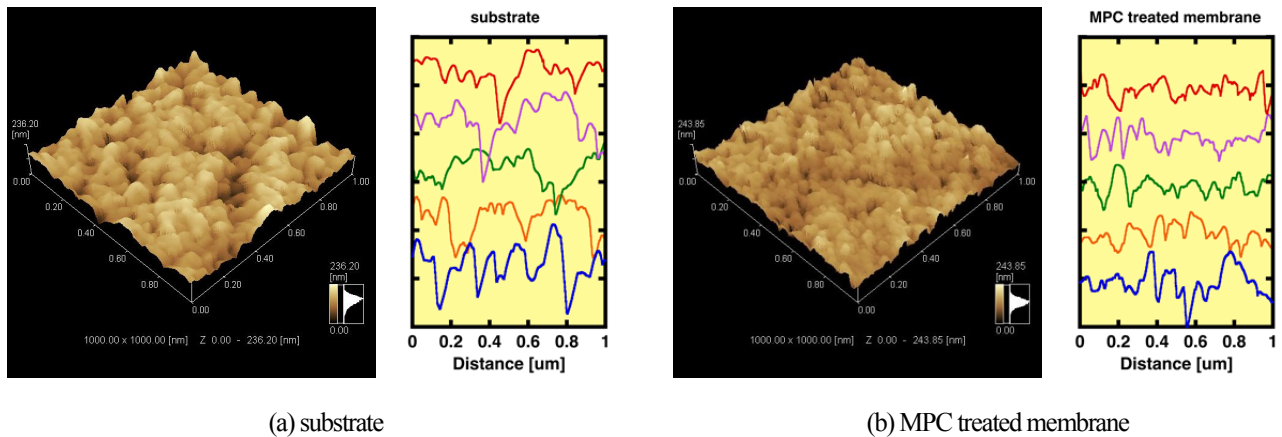 substrate
236.20
[nm]
0.00
0.20
0.40
0.60
0.80
0.00
0.20
0.40
0.60
0.80
1.00
236.20
[nm]
0.00
1000.00 x 1000.00 [nm] Z 0.00 - 236.20 [nm]
0 0.2 0.4 0.6 0.8 1
Distance [um]
(a) substrate
MPC treated membrane
243.85
[nm]
0.00
0.20
0.40
0.60
0.80
0.00
0.20
0.40
0.60
0.80
1.00
243.85
[nm]
0.00
1000.00 x 1000.00 [nm] Z 0.00 - 243.85 [nm]
0 0.2 0.4 0.6 0.8 1
Distance [um]
(b) MPC treated membrane